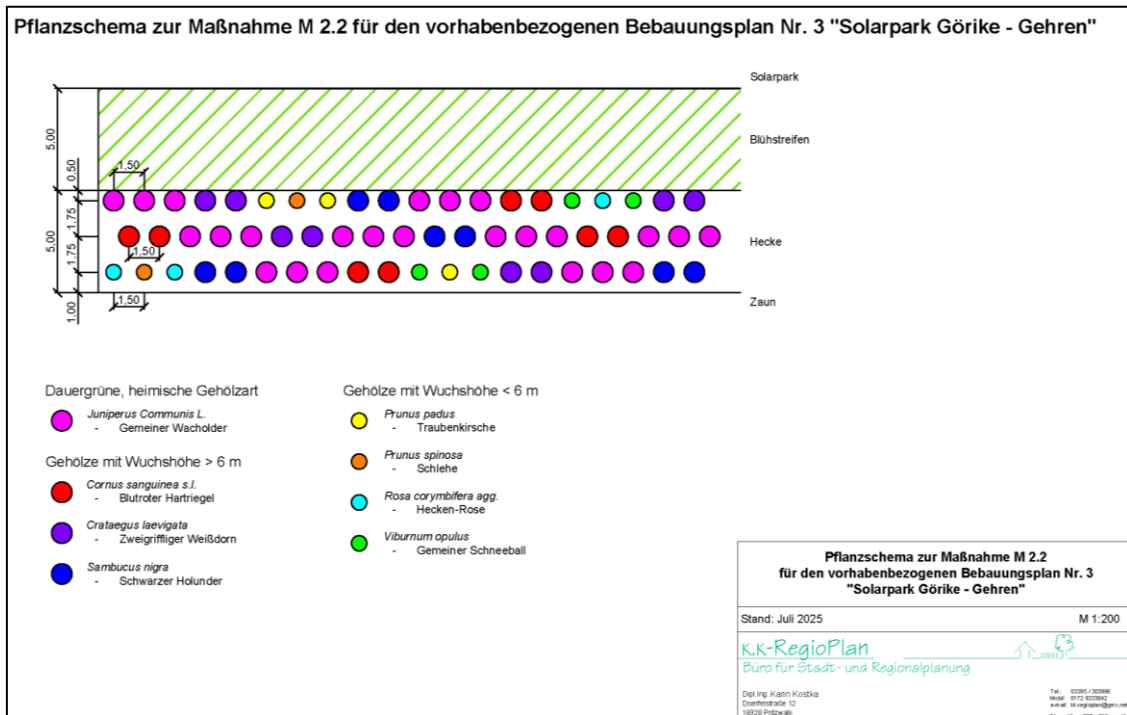 Pflanzschema zur Maßnahme M 2.2 für den vorhabenbezogenen Bebauungsplan Nr. 3 "Solarpark Görike - Gehren"
Solarpark
5.00
Blühstreifen
0.50
1.50
1.75
5.00
Hecke
1.50
1.75
1.00
1.50
Zaun
Dauergrüne, heimische Gehölzart
Juniperus Communis L.
- Gemeiner Wacholder
Gehölze mit Wuchshöhe > 6 m
Cornus sanguinea s.l.
- Blutroter Hartriegel
Crataegus laevigata
- Zweigriffliger Weißdorn
Sambucus nigra
- Schwarzer Holunder
Gehölze mit Wuchshöhe < 6 m
Prunus padus
- Traubenkirsche
Prunus spinosa
- Schlehe
Rosa corymbifera agg.
- Hecken-Rose
Viburnum opulus
- Gemeiner Schneeball
Pflanzschema zur Maßnahme M 2.2
für den vorhabenbezogenen Bebauungsplan Nr. 3
"Solarpark Görike - Gehren"
Stand: Juli 2025 M 1:200
K.K-RegioPlan
Büro für Stadt- und Regionalplanung
Dipl.Ing. Karin Kostka
Doerfelstraße 12
16928 Pritzwalk
Tel.:
Mobil:
e-mail: